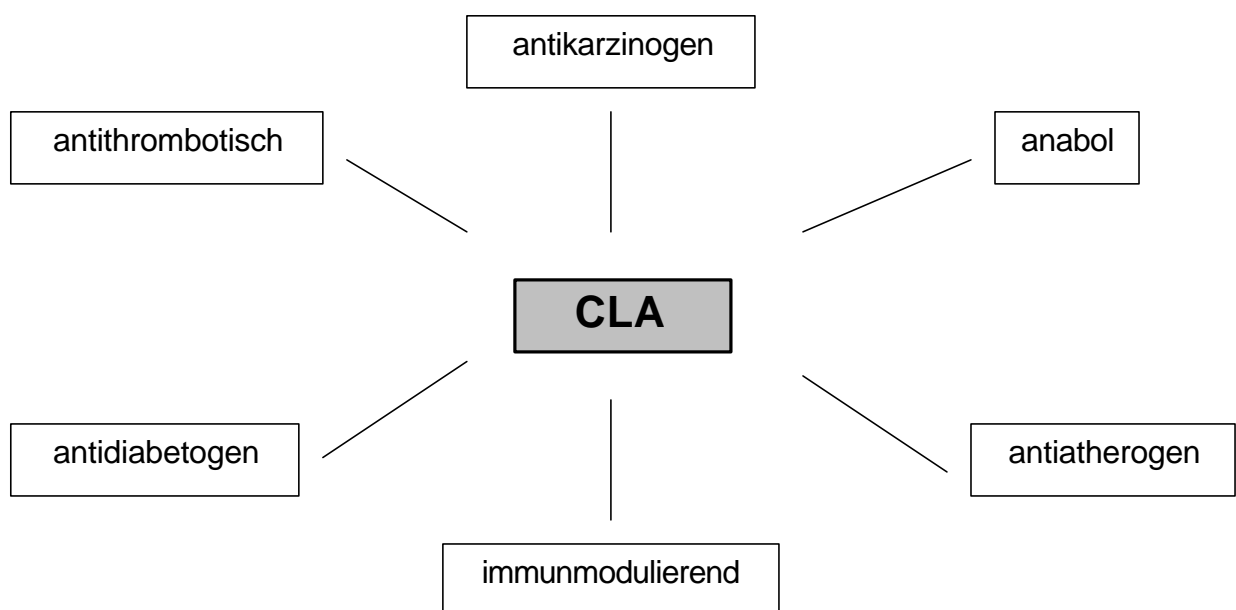 antikarzinogen
antithrombotisch
anabol
CLA
antidiabetogen
antiatherogen
immunmodulierend